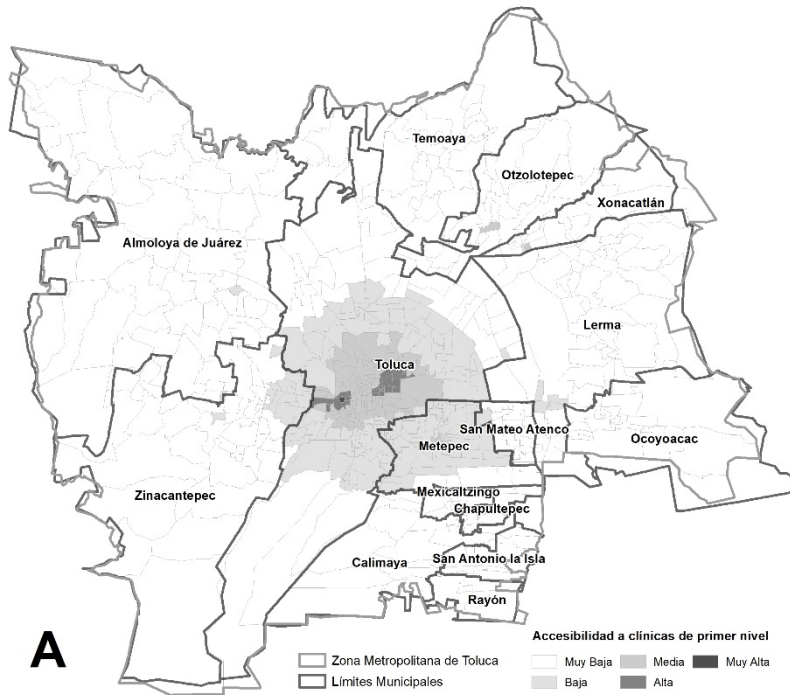 Temoaya
Otzolotepec
Xonacatlán
Almoloya de Juárez
Lerma
Toluca
San Mateo Atenco
Metepec
Ocoyoacac
Mexicaltzingo
Chapultepec
Zinacantepec
Calimaya
San Antonio la Isla
Rayón
A
Zona Metropolitana de Toluca
Límites Municipales
Accesibilidad a clínicas de primer nivel
Muy Baja Media Muy Alta
Baja Alta